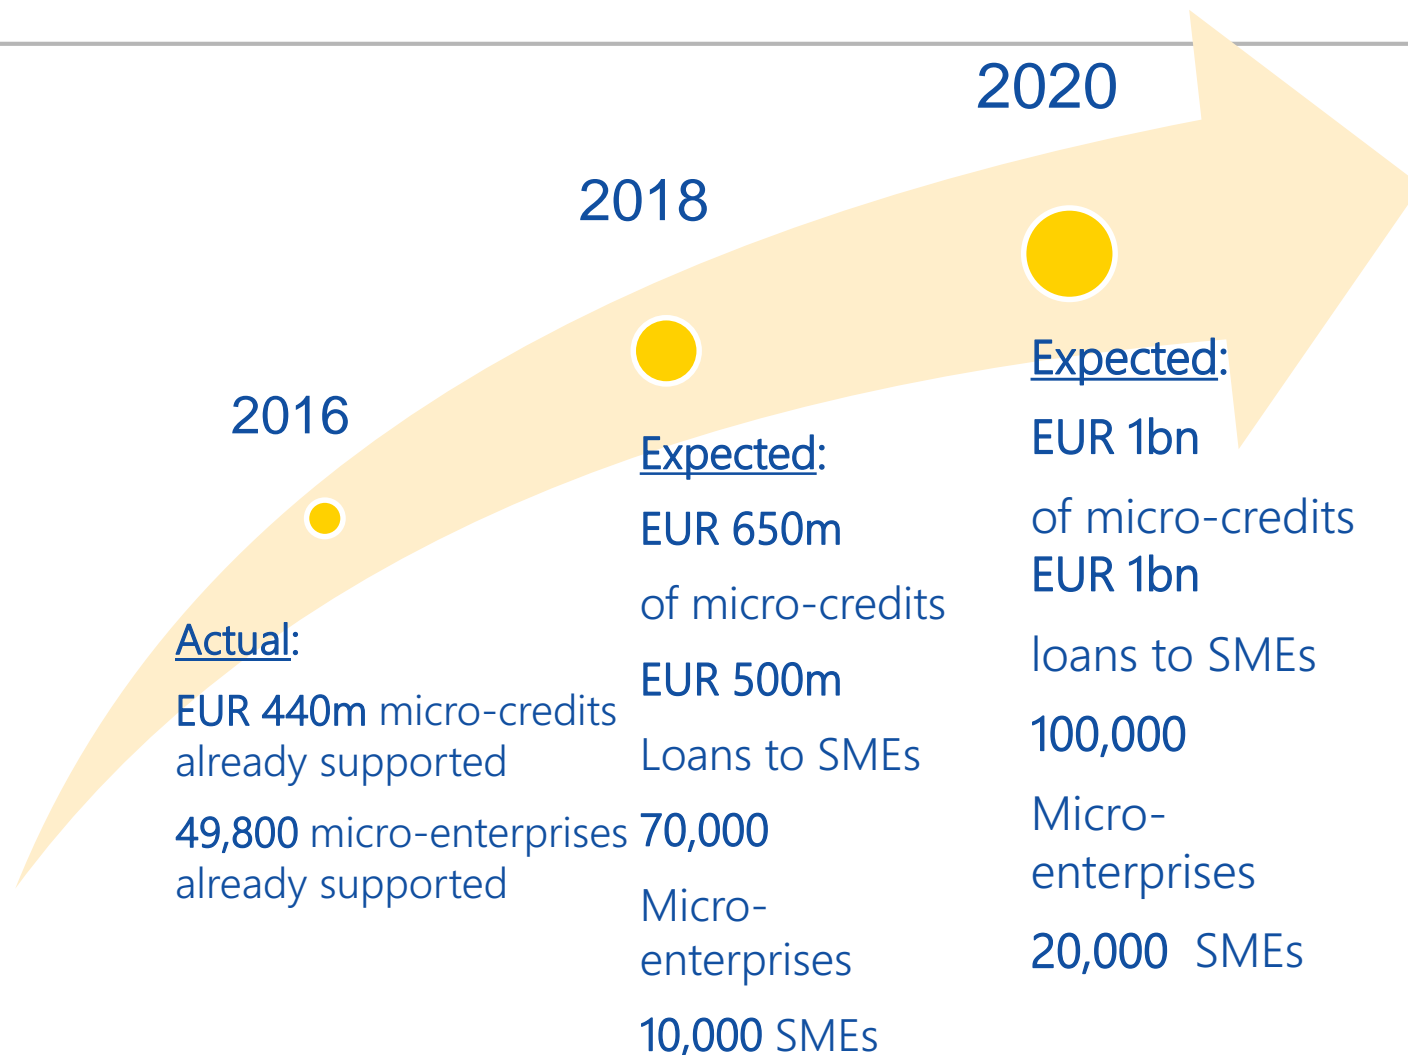 2016
Actual:
EUR 440m micro-credits
already supported
49,800 micro-enterprises
already supported
2018
Expected:
EUR 650m
of micro-credits
EUR 500m
Loans to SMEs
70,000
Micro-
enterprises
10,000 SMEs
2020
Expected:
EUR 1bn
of micro-credits
EUR 1bn
loans to SMEs
100,000
Micro-
enterprises
20,000 SMEs